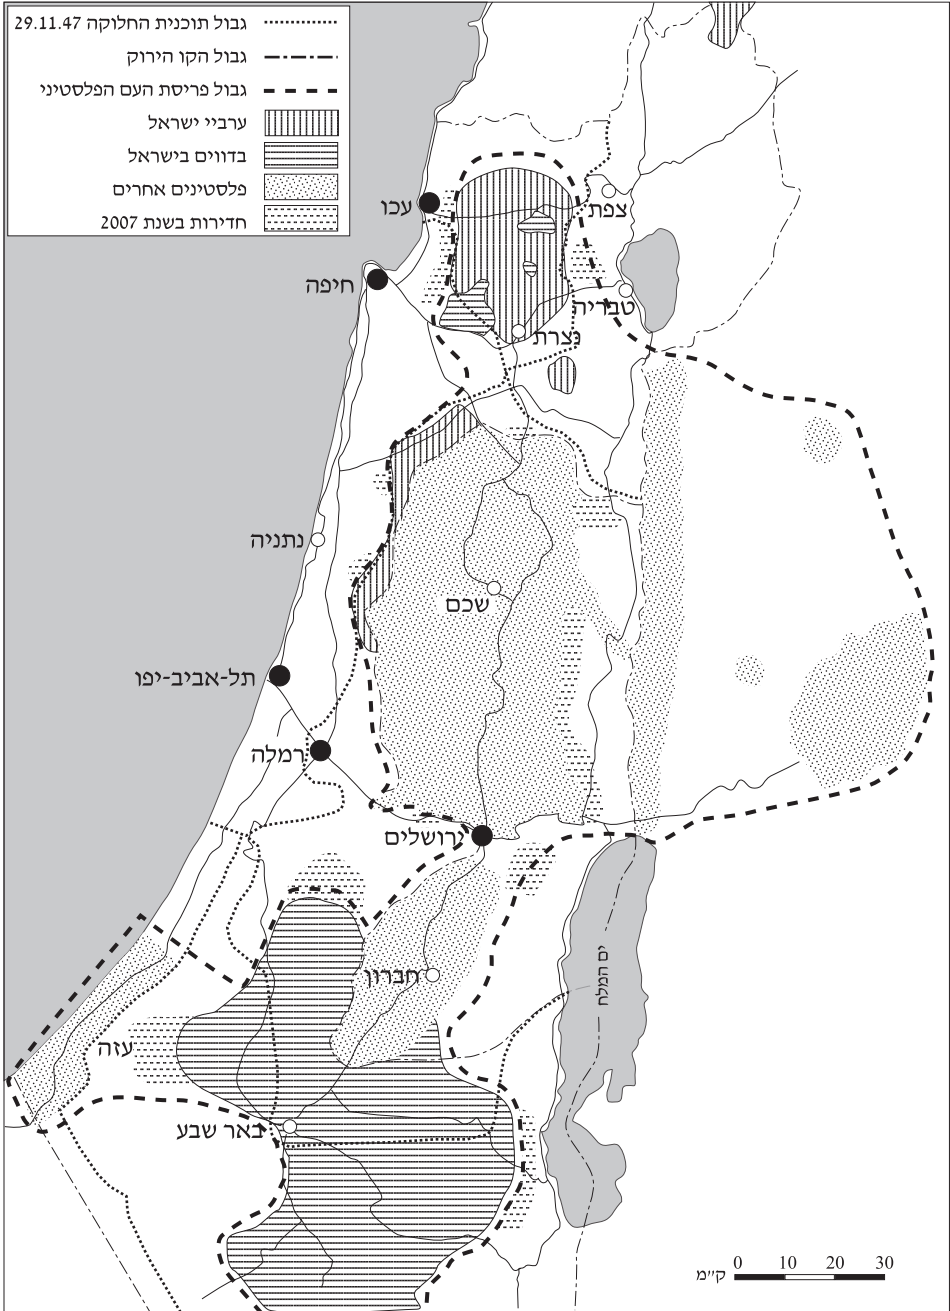 גבול תוכנית החלוקה 29.11.47
גבול הקו הירוק
גבול פריסת העם הפלסטיני
ערביי ישראל
בדווים בישראל
פלסטינים אחרים
חדירות בשנת 2007
עכו
צפת
חיפה
טבריה
נצרת
נתניה
שכם
תל-אביב-יפו
רמלה
ירושלים
חברון
ים המלח
עזה
באר שבע
0 10 20 30
ק״מ